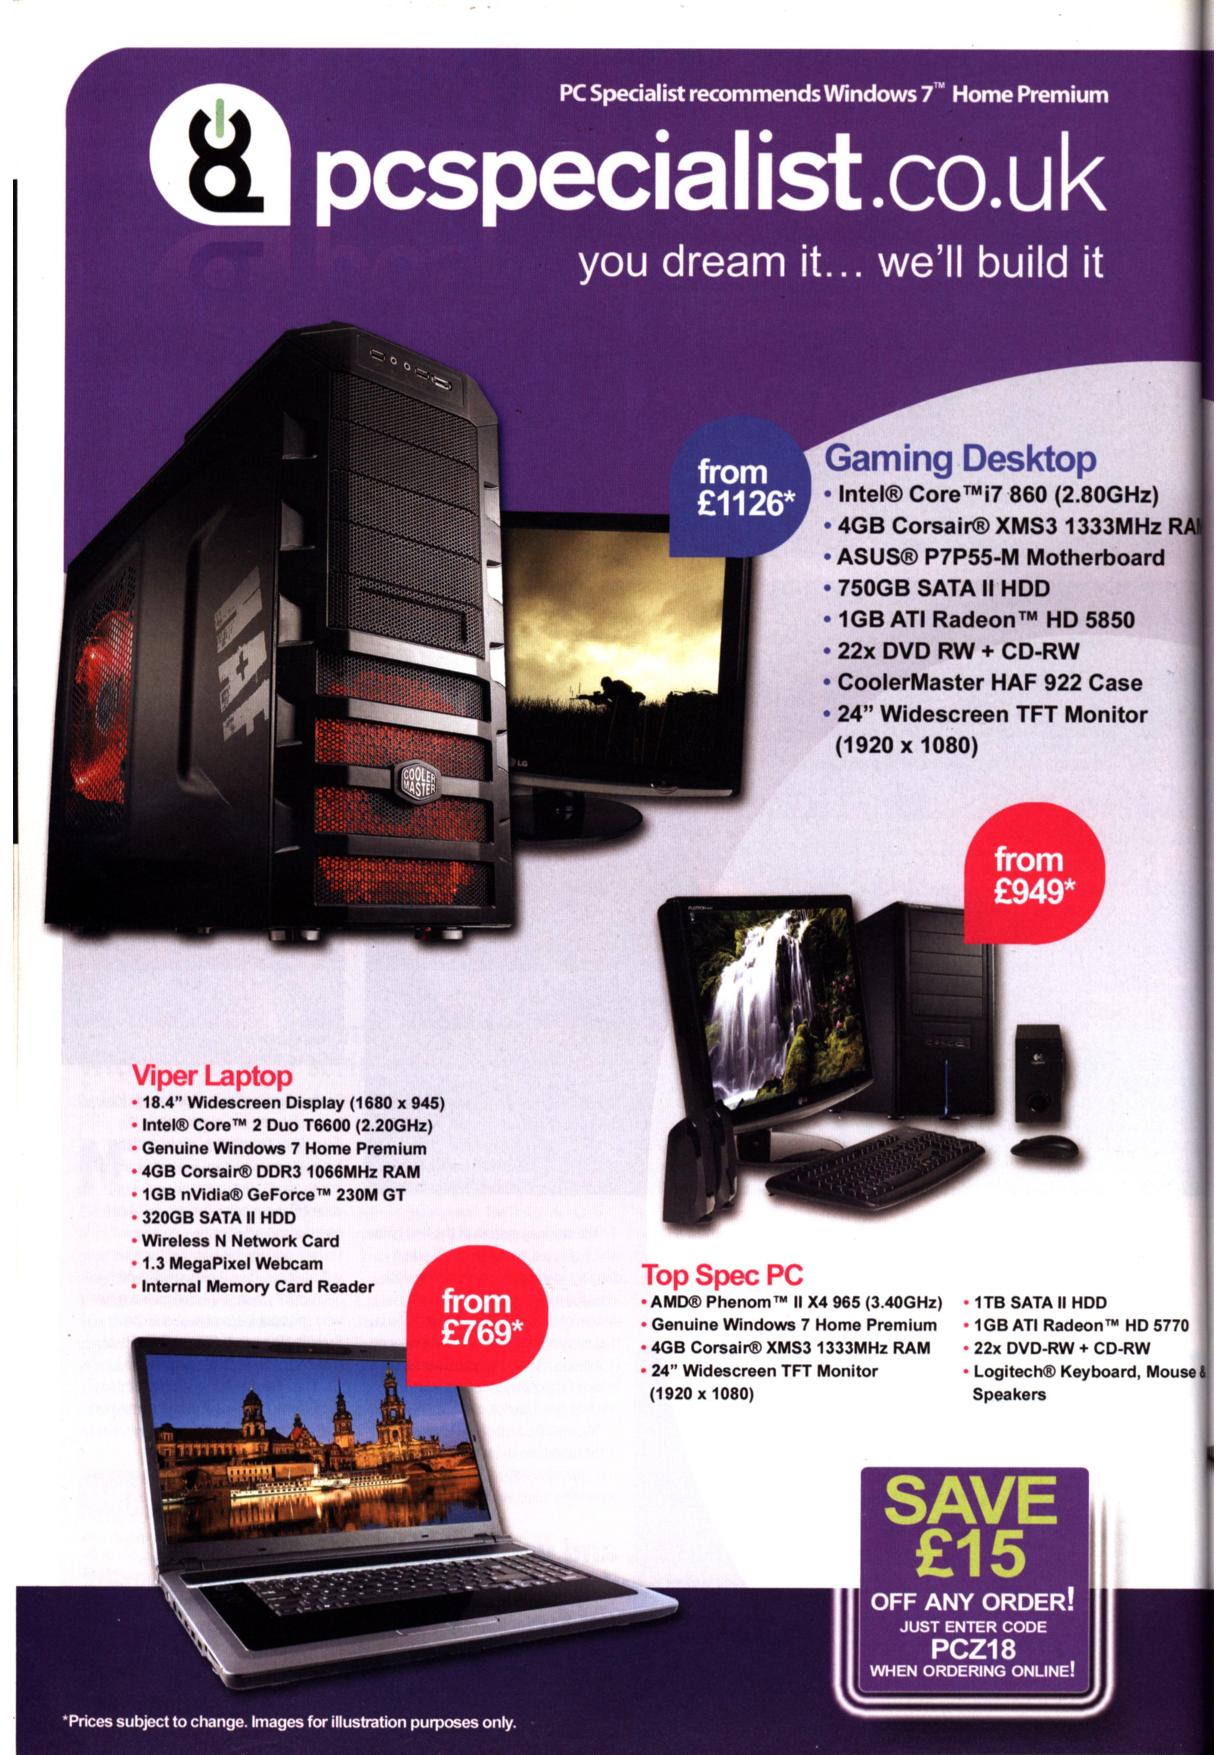 PC Specialist recommends Windows 7™ Home Premium
pc
pcspecialist.co.uk
you dream it... we'll build it
from
£1126*
Gaming Desktop
• Intel® Core™i7 860 (2.80GHz)
• 4GB Corsair® XMS3 1333MHz RA
• ASUS® P7P55-M Motherboard
• 750GB SATA II HDD
• 1GB ATI Radeon™ HD 5850
• 22x DVD RW + CD-RW
• CoolerMaster HAF 922 Case
• 24” Widescreen TFT Monitor
(1920 x 1080)
COOLER
MASTER
LG
from
£949*
Viper Laptop
• 18.4” Widescreen Display (1680 x 945)
• Intel® Core™ 2 Duo T6600 (2.20GHz)
• Genuine Windows 7 Home Premium
• 4GB Corsair® DDR3 1066MHz RAM
• 1GB nVidia® GeForce™ 230M GT
• 320GB SATA II HDD
• Wireless N Network Card
• 1.3 MegaPixel Webcam
• Internal Memory Card Reader
from
£769*
Top Spec PC
• AMD® Phenom™ II X4 965 (3.40GHz)
• Genuine Windows 7 Home Premium
• 4GB Corsair® XMS3 1333MHz RAM
• 24” Widescreen TFT Monitor
(1920 x 1080)
• 1TB SATA II HDD
• 1GB ATI Radeon™ HD 5770
• 22x DVD-RW + CD-RW
• Logitech® Keyboard, Mouse &
Speakers
SAVE
£15
OFF ANY ORDER!
JUST ENTER CODE
PCZ18
WHEN ORDERING ONLINE!
*Prices subject to change. Images for illustration purposes only.